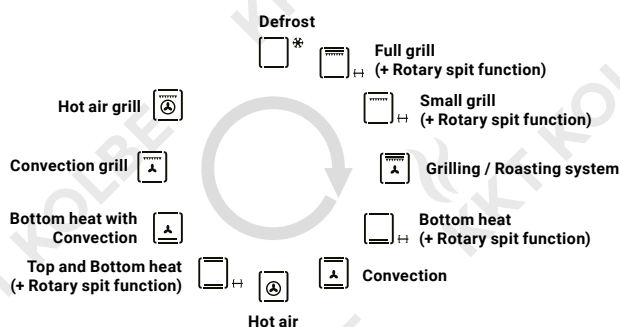 Defrost
Full grill
(+ Rotary spit function)
Small grill
(+ Rotary spit function)
Grilling / Roasting system
Bottom heat
(+ Rotary spit function)
Convection
Hot air
Top and Bottom heat
(+ Rotary spit function)
Bottom heat with
Convection
Convection grill
Hot air grill
KKT KOLBE